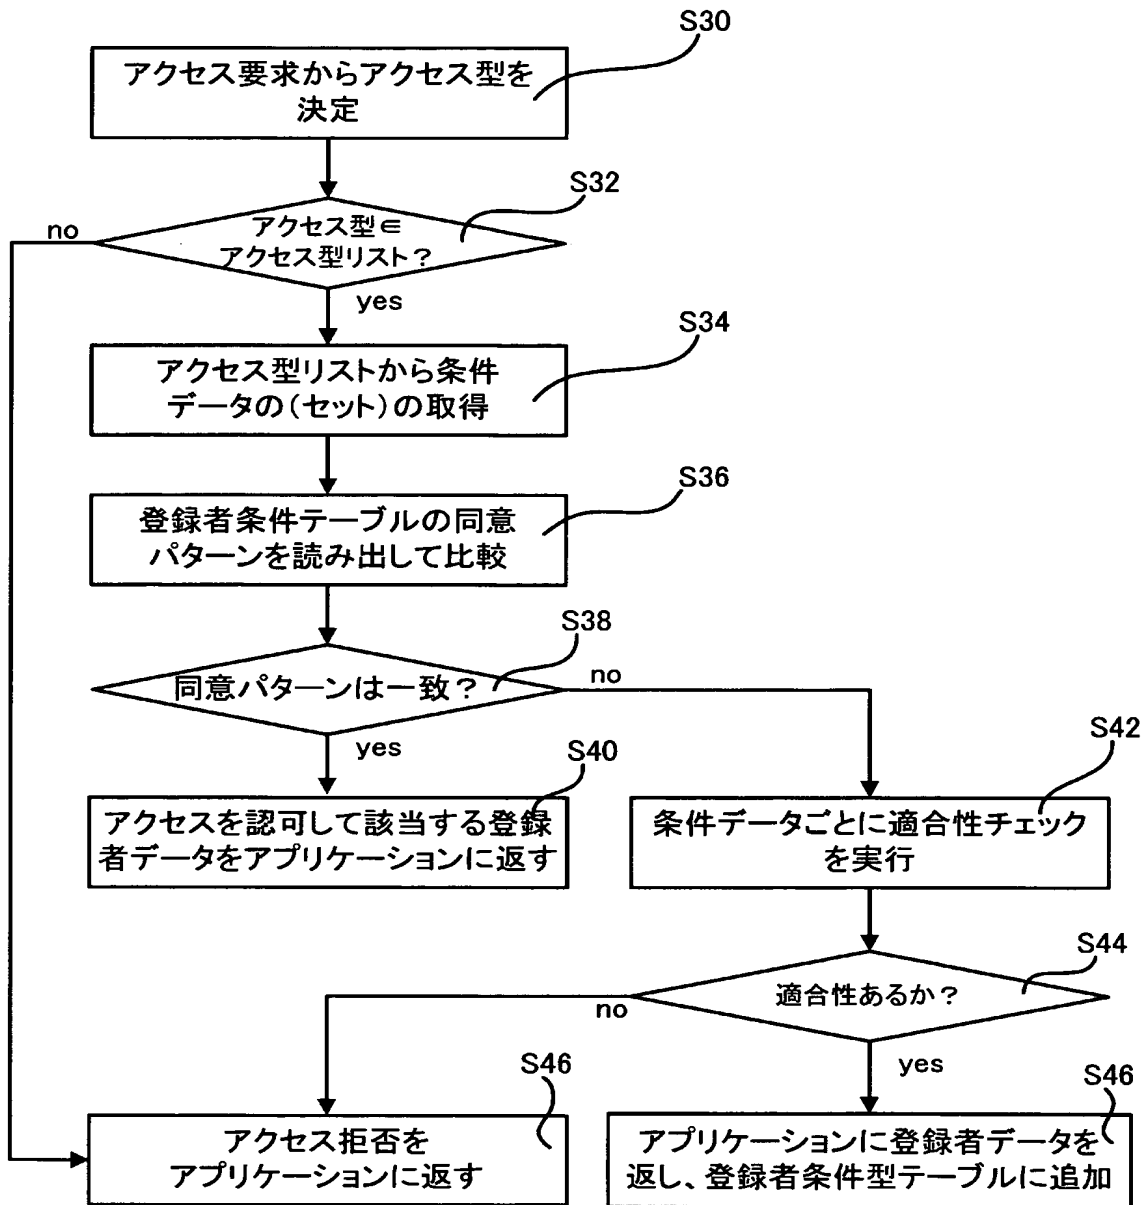 S30
アクセス要求からアクセス型を
決定
S32
no
アクセス型∈
アクセス型リスト？
yes
S34
アクセス型リストから条件
データの（セット）の取得
S36
登録者条件テーブルの同意
パターンを読み出して比較
S38
同意パターンは一致？
no
yes
S40
S42
アクセスを認可して該当する登録
者データをアプリケーションに返す
条件データごとに適合性チェック
を実行
S44
適合性あるか？
no
yes
S46
アクセス拒否を
アプリケーションに返す
S46
アプリケーションに登録者データを
返し、登録者条件型テーブルに追加